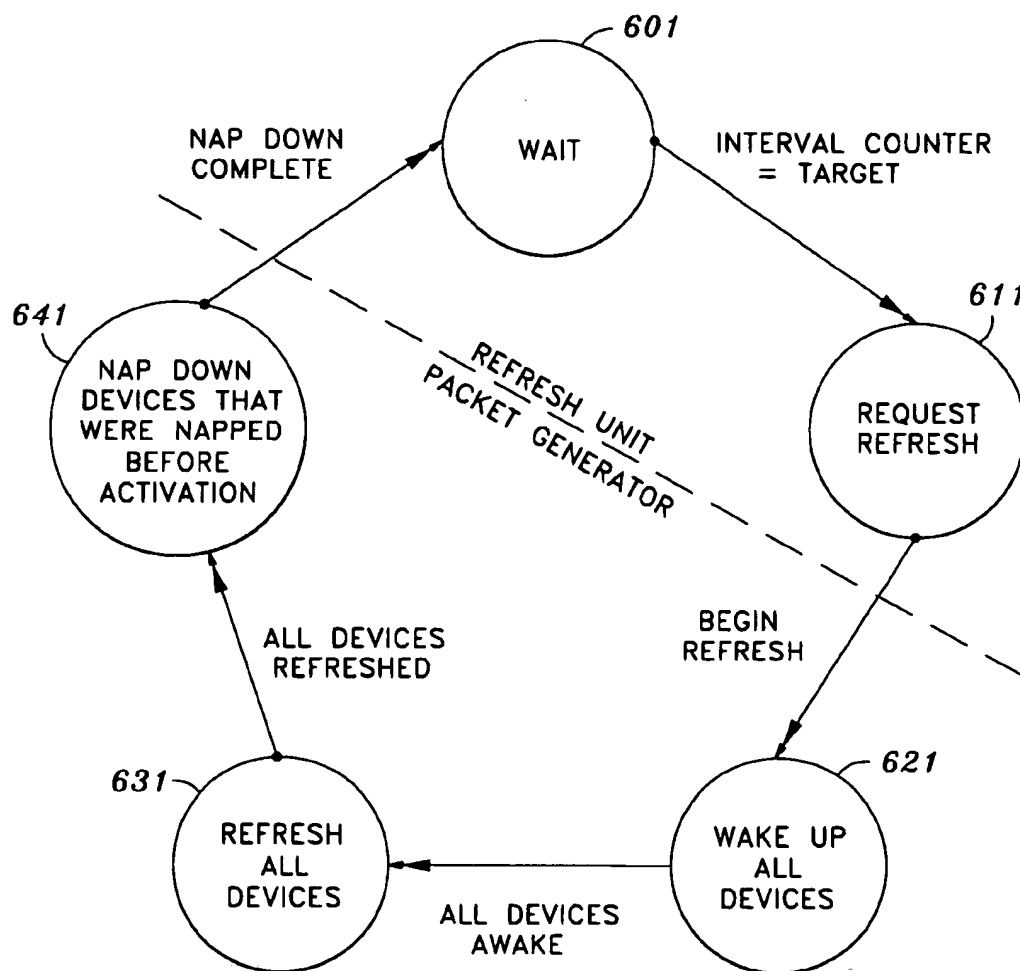 601
WAIT
NAP DOWN
COMPLETE
INTERVAL COUNTER
= TARGET
611
REQUEST
REFRESH
641
NAP DOWN
DEVICES THAT
WERE NAPPED
BEFORE
ACTIVATION
REFRESH UNIT
PACKET GENERATOR
BEGIN
REFRESH
ALL DEVICES
REFRESHED
621
WAKE UP
ALL
DEVICES
631
REFRESH
ALL
DEVICES
ALL DEVICES
AWAKE